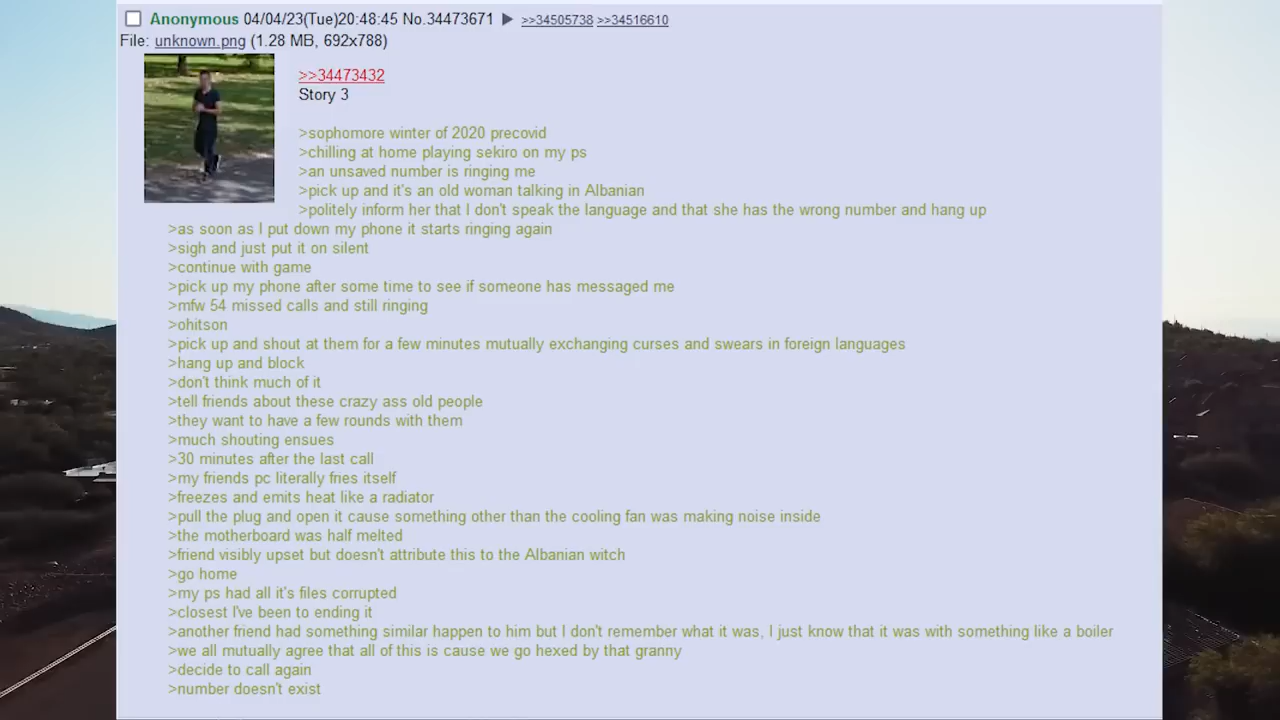 Anonymous 04/04/23(Tue)20:48:45 No.34473671 ▶ >>34505738 >>34516610
File: unknown.png (1.28 MB, 692x788)
>>34473432
Story 3
>sophomore winter of 2020 precovid
>chilling at home playing sekiro on my ps
>an unsaved number is ringing me
>pick up and it's an old woman talking in Albanian
>politely inform her that I don't speak the language and that she has the wrong number and hang up
>as soon as I put down my phone it starts ringing again
>sigh and just put it on silent
>continue with game
>pick up my phone after some time to see if someone has messaged me
>mfw 54 missed calls and still ringing
>ohitson
>pick up and shout at them for a few minutes mutually exchanging curses and swears in foreign languages
>hang up and block
>don't think much of it
>tell friends about these crazy ass old people
>they want to have a few rounds with them
>much shouting ensues
>30 minutes after the last call
>my friends pc literally fries itself
>freezes and emits heat like a radiator
>pull the plug and open it cause something other than the cooling fan was making noise inside
>the motherboard was half melted
>friend visibly upset but doesn't attribute this to the Albanian witch
>go home
>my ps had all it's files corrupted
>closest I've been to ending it
>another friend had something similar happen to him but I don't remember what it was, I just know that it was with something like a boiler
>we all mutually agree that all of this is cause we go hexed by that granny
>decide to call again
>number doesn't exist